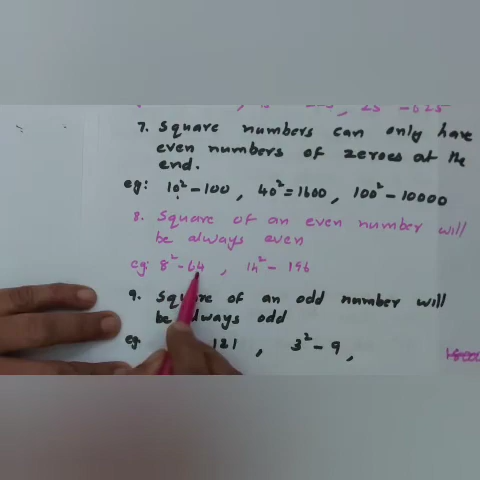 7. Square numbers can only have
even numbers of zeroes at the
end.
eg: 10² - 100, 40² = 1600, 100² - 10000
8. Square of an even number will
be always even
eg: 8² - 64, 14² - 196
9. Square of an odd number will
be always odd
eg 121, 3² - 9,